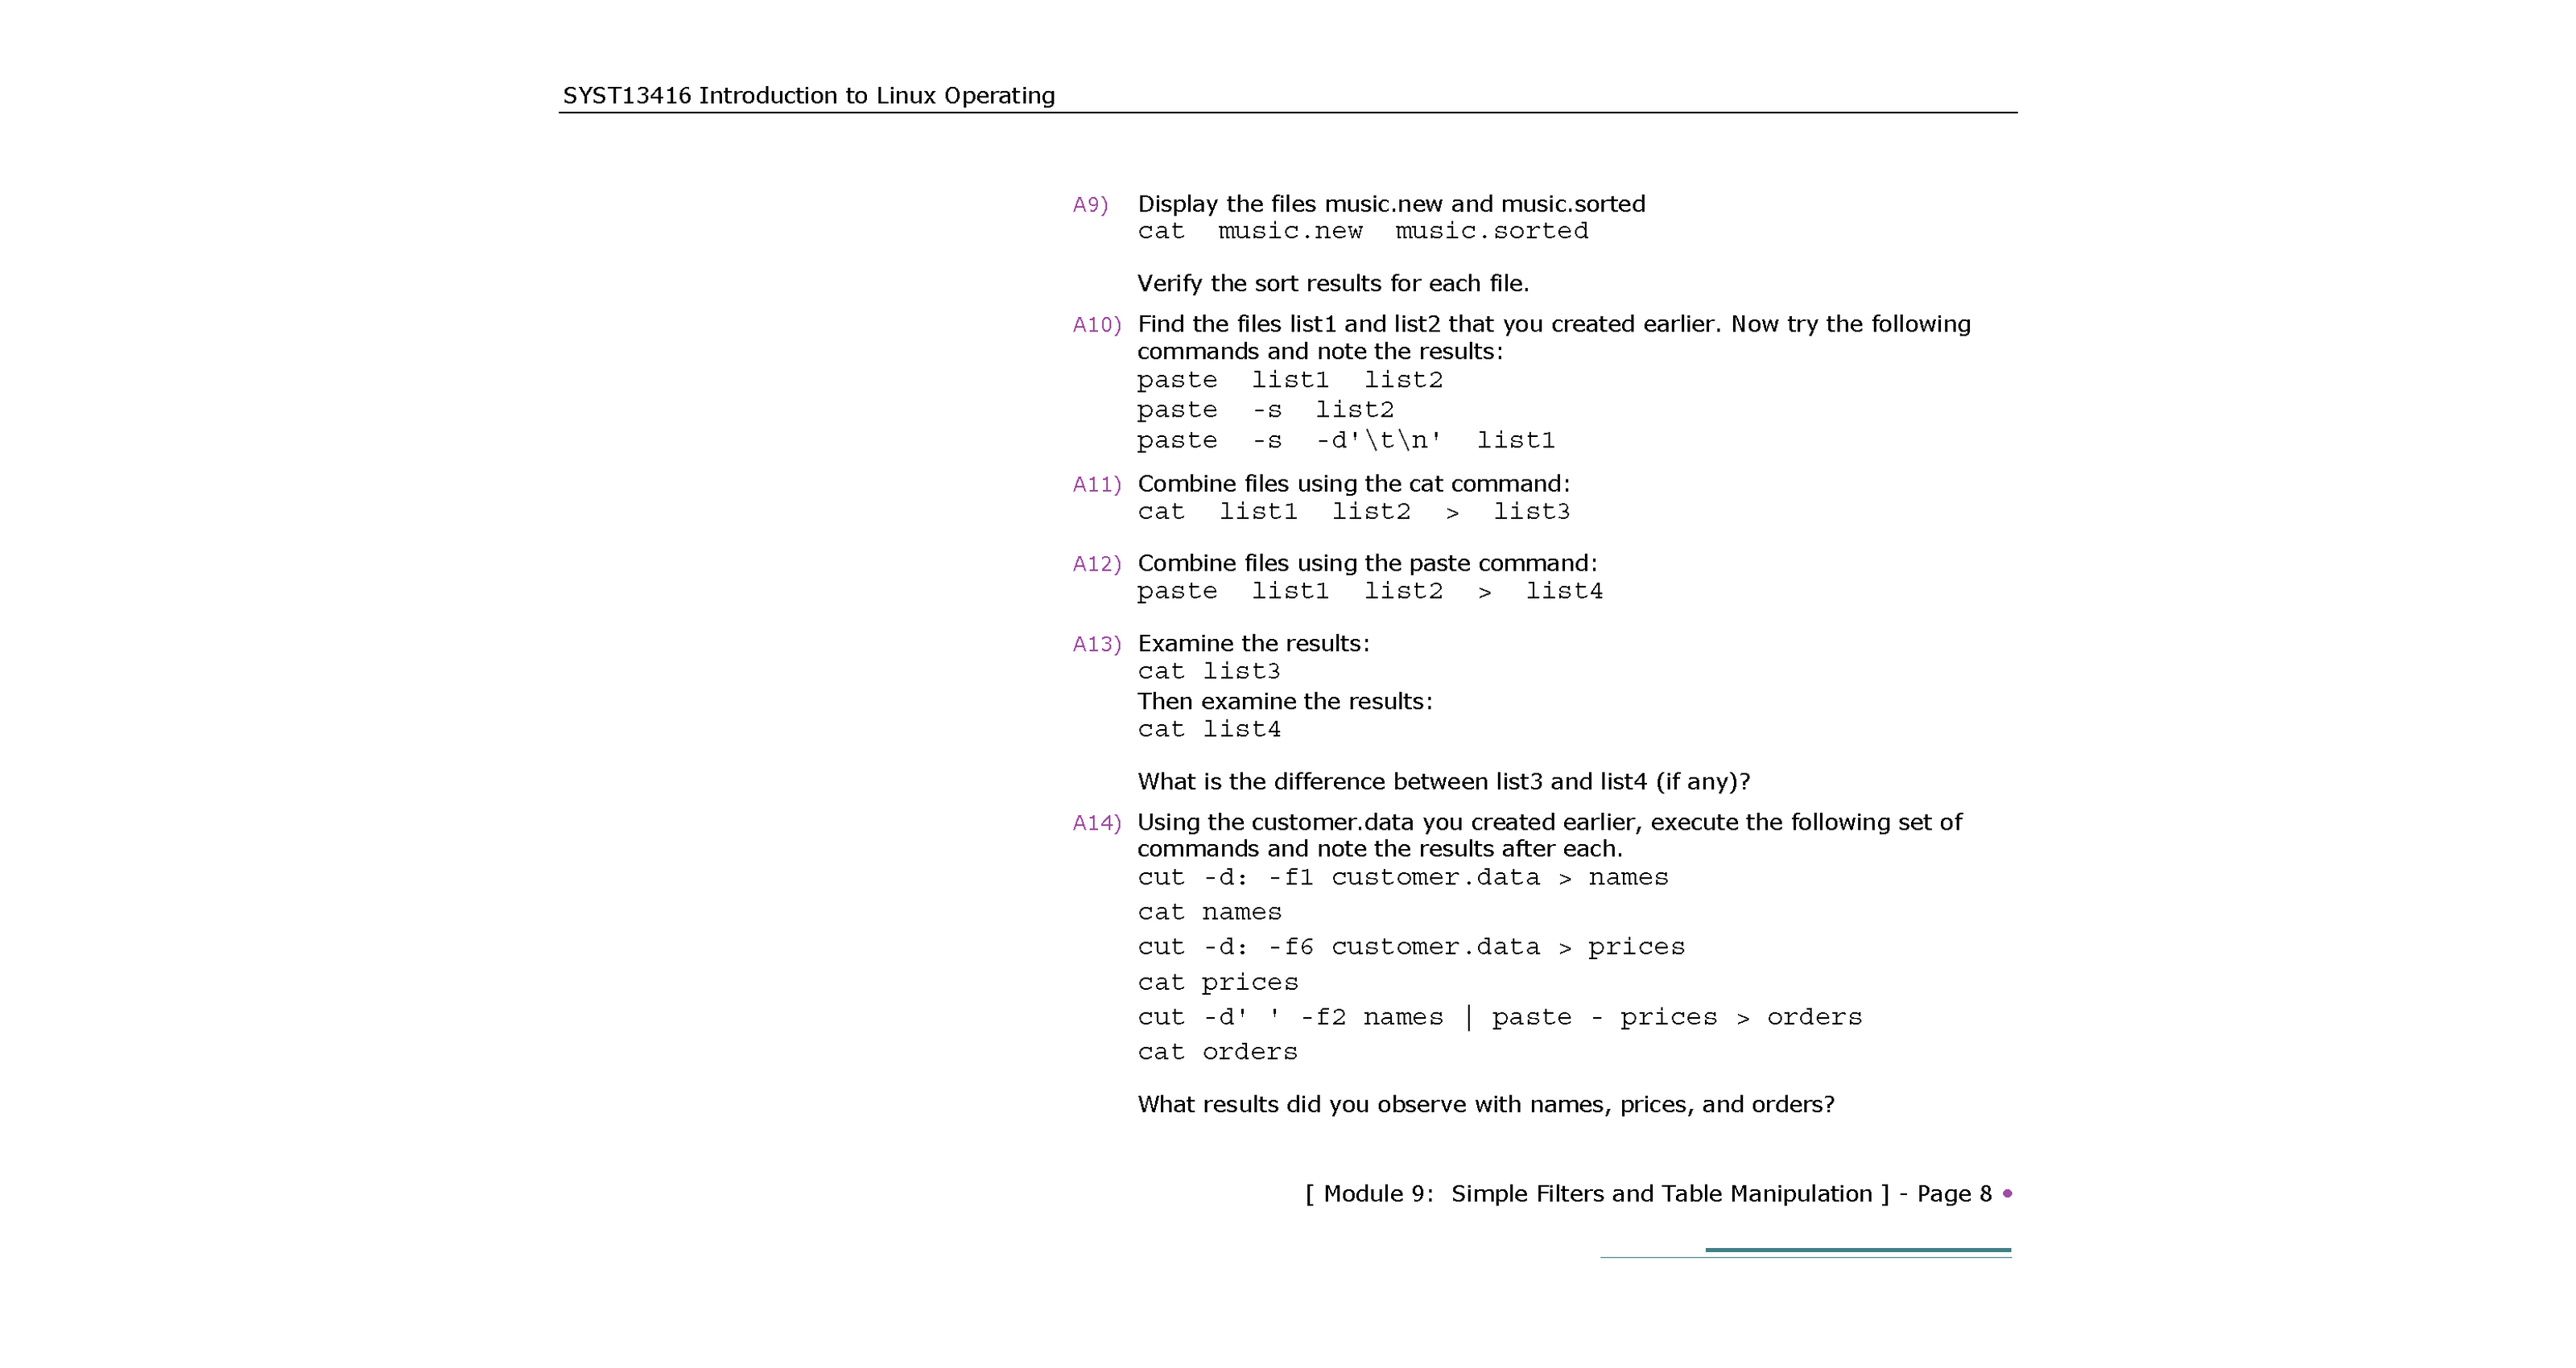 SYST13416 Introduction to Linux Operating
A9) Display the files music.new and music.sorted
cat  music.new  music.sorted
Verify the sort results for each file.
A10) Find the files list1 and list2 that you created earlier. Now try the following
commands and note the results:
paste  list1  list2
paste  -s  list2
paste  -s  -d'\t\n'  list1
A11) Combine files using the cat command:
cat  list1  list2  >  list3
A12) Combine files using the paste command:
paste  list1  list2  >  list4
A13) Examine the results:
cat list3
Then examine the results:
cat list4
What is the difference between list3 and list4 (if any)?
A14) Using the customer.data you created earlier, execute the following set of
commands and note the results after each.
cut -d: -f1 customer.data > names
cat names
cut -d: -f6 customer.data > prices
cat prices
cut -d' ' -f2 names | paste - prices > orders
cat orders
What results did you observe with names, prices, and orders?
[ Module 9:  Simple Filters and Table Manipulation ] - Page 8 •